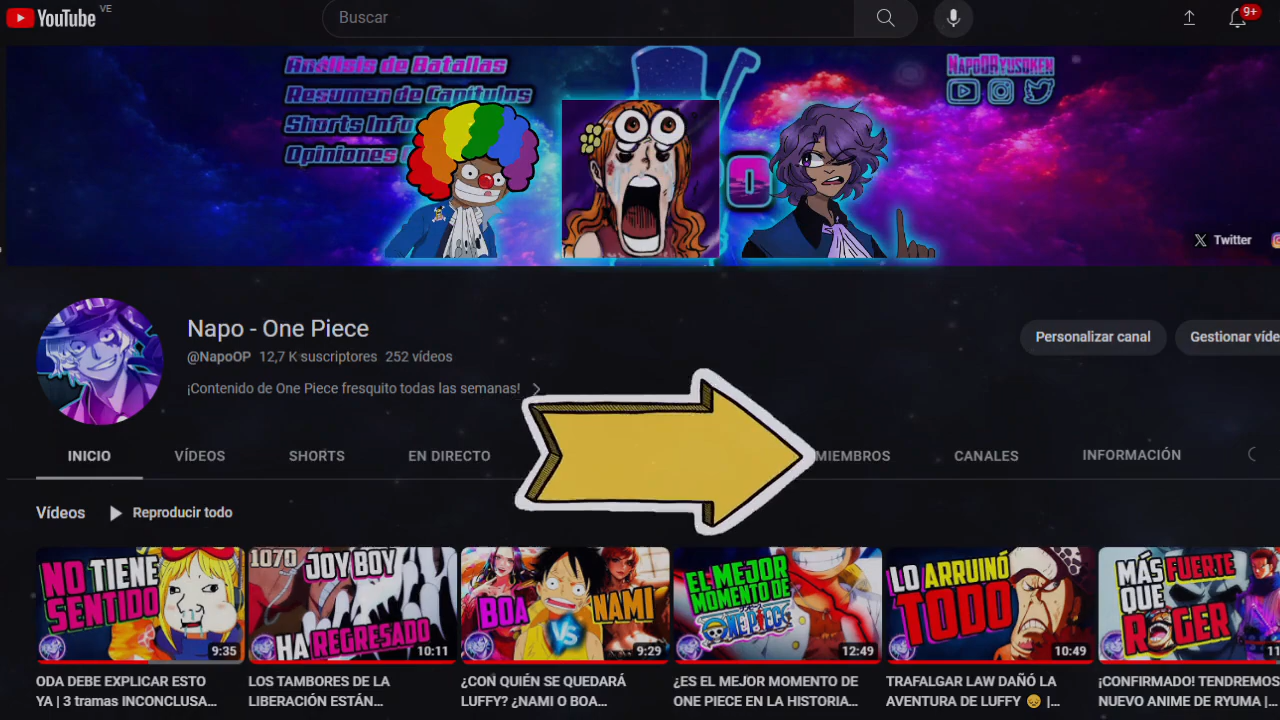 YouTube VE
Buscar
9+
Análisis de Batallas
Resumen de Capítulos
Shorts
Opiniones
NapoORyusoken
Twitter
Napo - One Piece
@NapoOP 12,7 K suscriptores 252 vídeos
¡Contenido de One Piece fresquito todas las semanas!
Personalizar canal
Gestionar
INICIO VÍDEOS SHORTS EN DIRECTO MIEMBROS CANALES INFORMACIÓN
Vídeos Reproducir todo
NO TIENE
SENTIDO
9:35
1070 JOY BOY
HA REGRESADO
10:11
BOA VS NAMI
9:29
EL MEJOR
MOMENTO DE
ONE PIECE
12:49
LO ARRUINÓ
TODO
10:49
MÁS FUERTE
QUE
ROGER
ODA DEBE EXPLICAR ESTO
YA | 3 tramas INCONCLUSA...
LOS TAMBORES DE LA
LIBERACIÓN ESTÁN...
¿CON QUIÉN SE QUEDARÁ
LUFFY? ¿NAMI O BOA...
¿ES EL MEJOR MOMENTO DE
ONE PIECE EN LA HISTORIA...
TRAFALGAR LAW DAÑÓ LA
AVENTURA DE LUFFY 😞 |...
¡CONFIRMADO! TENDREMOS
NUEVO ANIME DE RYUMA |...